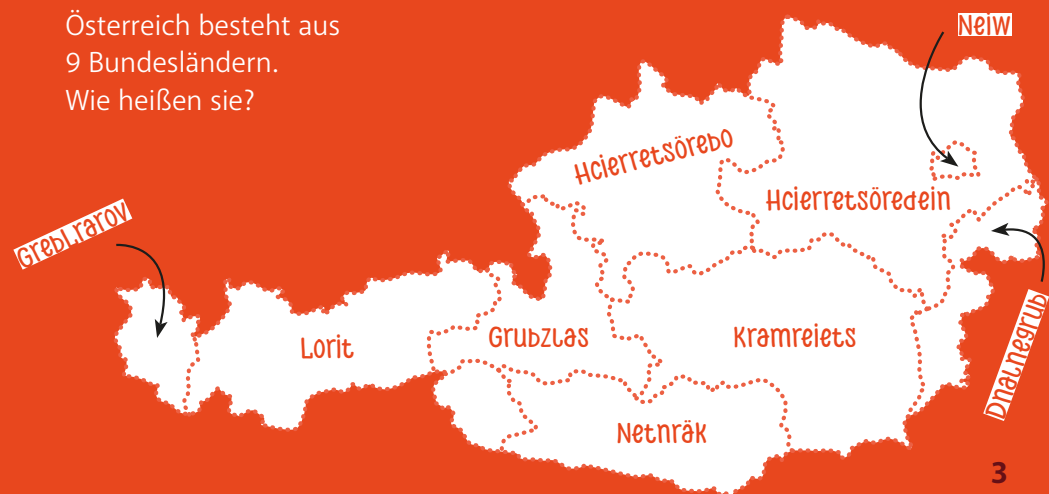 Österreich besteht aus
9 Bundesländern.
Wie heißen sie?
Neiw
Hcierretsörebo
Hcierretsöredein
Greblrarov
Dnalnegrub
Lorit
Grubzlas
Kramreiets
Netnräk
3